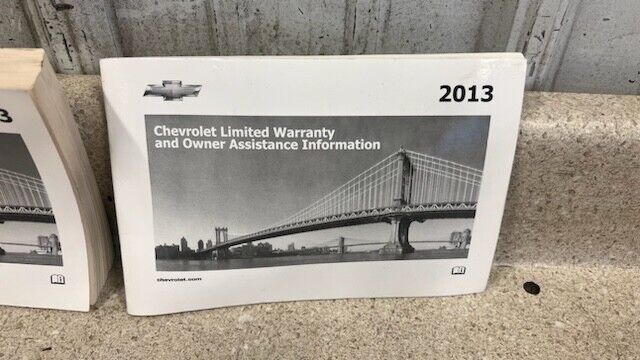 3
2013
Chevrolet Limited Warranty
and Owner Assistance Information
chevrolet.com